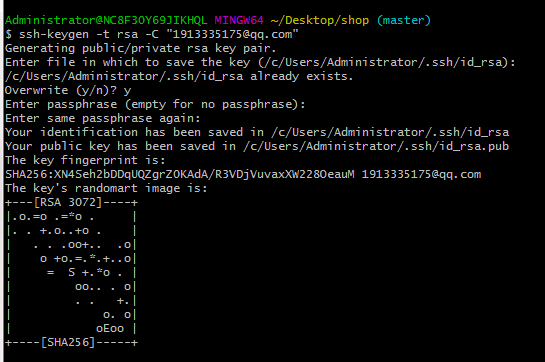 Administrator@NC8F3OY69JIKHQL MINGW64 ~/Desktop/shop (master)
$ ssh-keygen -t rsa -C "1913335175@qq.com"
Generating public/private rsa key pair.
Enter file in which to save the key (/c/Users/Administrator/.ssh/id_rsa):
/c/Users/Administrator/.ssh/id_rsa already exists.
Overwrite (y/n)? y
Enter passphrase (empty for no passphrase):
Enter same passphrase again:
Your identification has been saved in /c/Users/Administrator/.ssh/id_rsa
Your public key has been saved in /c/Users/Administrator/.ssh/id_rsa.pub
The key fingerprint is:
SHA256:XN4Seh2bDDqUQZgrZOKAdA/R3VDjVuvaxXW228OeauM 1913335175@qq.com
The key's randomart image is:
+---[RSA 3072]----+
|.o.=o .=*o .     |
|. . +.o..+o .    |
|   . . .oo+..  .o|
|    o +o.=.*.+..o|
|     =  S +.*o . |
|         oo.. . o|
|         . .   +.|
|             o. o|
|            oEoo |
+----[SHA256]-----+